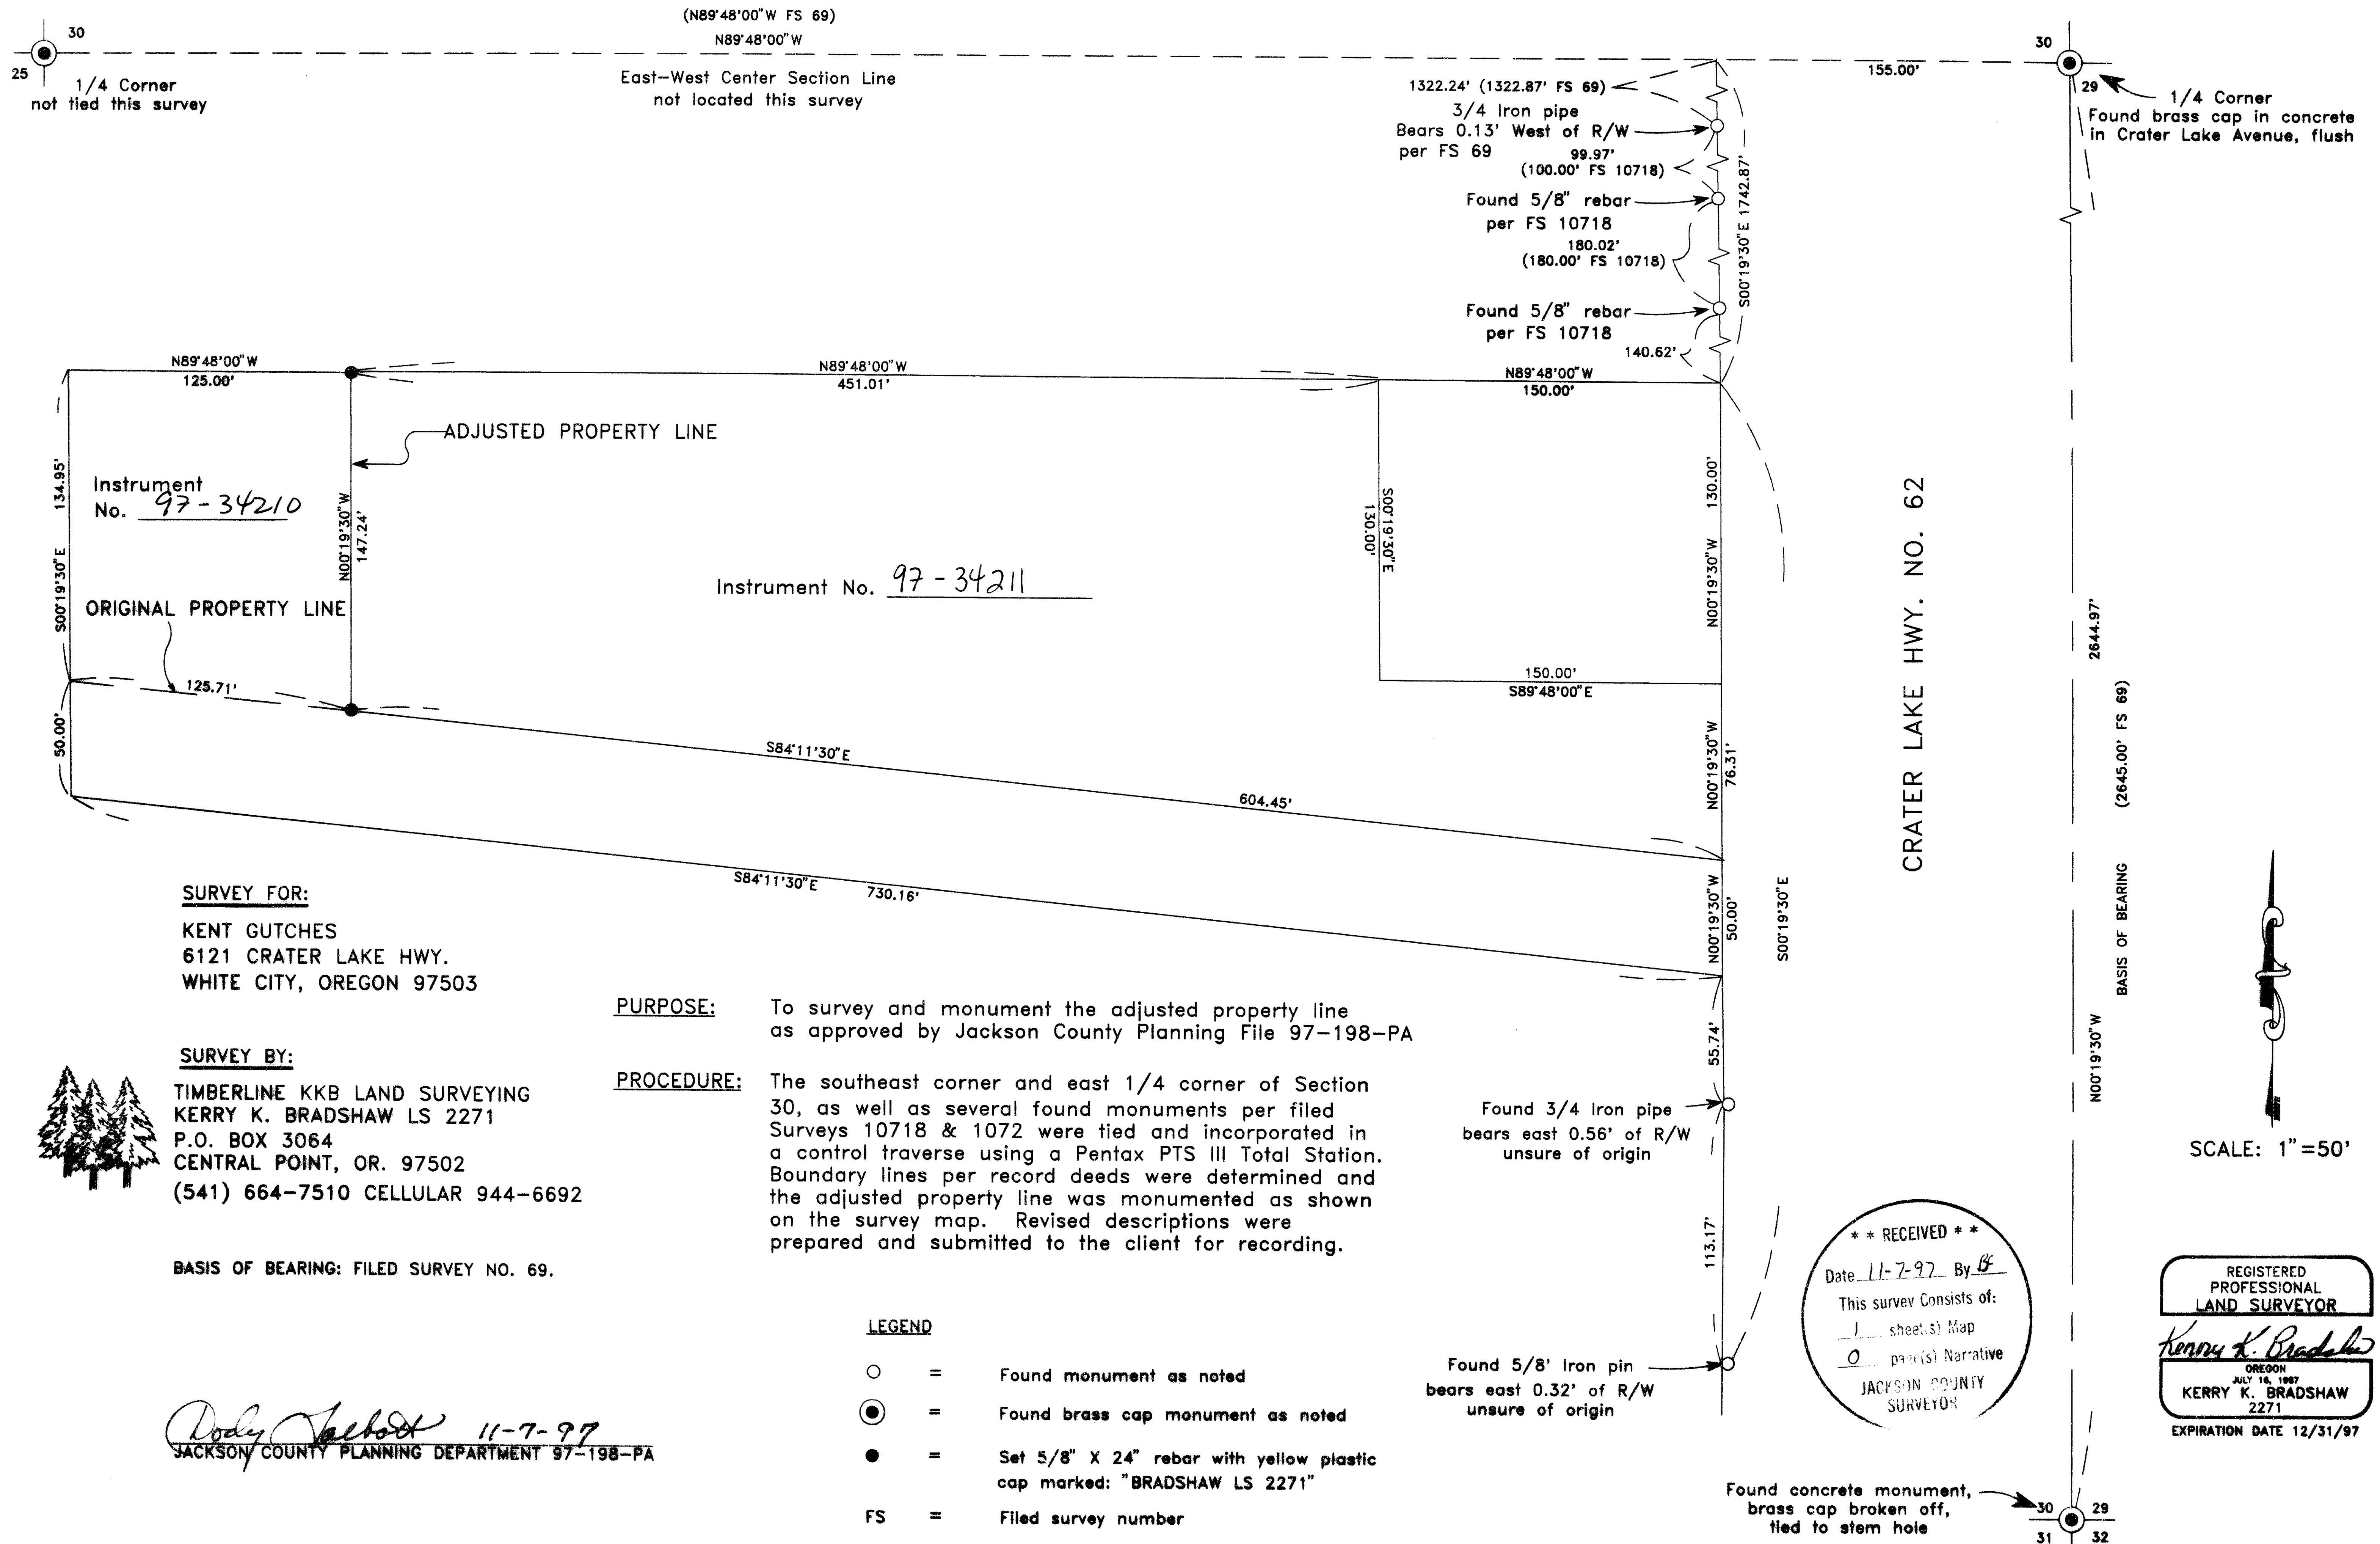 (N89°48'00"W FS 69)
N89°48'00"W
30
25
1/4 Corner
not tied this survey
East-West Center Section Line
not located this survey
155.00'
30
29
1/4 Corner
Found brass cap in concrete
in Crater Lake Avenue, flush
1322.24' (1322.87' FS 69)
3/4 Iron pipe
Bears 0.13' West of R/W
per FS 69
99.97'
(100.00' FS 10718)
Found 5/8" rebar
per FS 10718
180.02'
(180.00' FS 10718)
Found 5/8" rebar
per FS 10718
140.62'
S00°19'30"E 1742.87'
N89°48'00"W
125.00'
N89°48'00"W
451.01'
N89°48'00"W
150.00'
ADJUSTED PROPERTY LINE
134.95'
S00°19'30"E
Instrument
No. 97-34210
N00°19'30"W
147.24'
ORIGINAL PROPERTY LINE
125.71'
50.00'
Instrument No. 97-34211
S00°19'30"E
130.00'
130.00'
N00°19'30"W
150.00'
S89°48'00"E
N00°19'30"W
76.31'
S84°11'30"E
604.45'
S84°11'30"E
730.16'
N00°19'30"W
50.00'
S00°19'30"E
CRATER LAKE HWY. NO. 62
2644.97'
(2645.00' FS 69)
BASIS OF BEARING
N00°19'30"W
SURVEY FOR:
KENT GUTCHES
6121 CRATER LAKE HWY.
WHITE CITY, OREGON 97503
SURVEY BY:
TIMBERLINE KKB LAND SURVEYING
KERRY K. BRADSHAW LS 2271
P.O. BOX 3064
CENTRAL POINT, OR. 97502
(541) 664-7510 CELLULAR 944-6692
BASIS OF BEARING: FILED SURVEY NO. 69.
PURPOSE: To survey and monument the adjusted property line
as approved by Jackson County Planning File 97-198-PA
PROCEDURE: The southeast corner and east 1/4 corner of Section
30, as well as several found monuments per filed
Surveys 10718 & 1072 were tied and incorporated in
a control traverse using a Pentax PTS III Total Station.
Boundary lines per record deeds were determined and
the adjusted property line was monumented as shown
on the survey map. Revised descriptions were
prepared and submitted to the client for recording.
55.74'
Found 3/4 Iron pipe
bears east 0.56' of R/W
unsure of origin
113.17'
Found 5/8' Iron pin
bears east 0.32' of R/W
unsure of origin
SCALE: 1"=50'
* * RECEIVED * *
Date 11-7-97 By BF
This survey Consists of:
1 sheet(s) Map
0 page(s) Narrative
JACKSON COUNTY
SURVEYOR
REGISTERED
PROFESSIONAL
LAND SURVEYOR
Kerry K. Bradshaw
OREGON
JULY 16, 1987
KERRY K. BRADSHAW
2271
EXPIRATION DATE 12/31/97
LEGEND
= Found monument as noted
= Found brass cap monument as noted
= Set 5/8" X 24" rebar with yellow plastic
cap marked: "BRADSHAW LS 2271"
FS = Filed survey number
Dody Talbott 11-7-97
JACKSON COUNTY PLANNING DEPARTMENT 97-198-PA
Found concrete monument,
brass cap broken off,
tied to stem hole
30 29
31 32